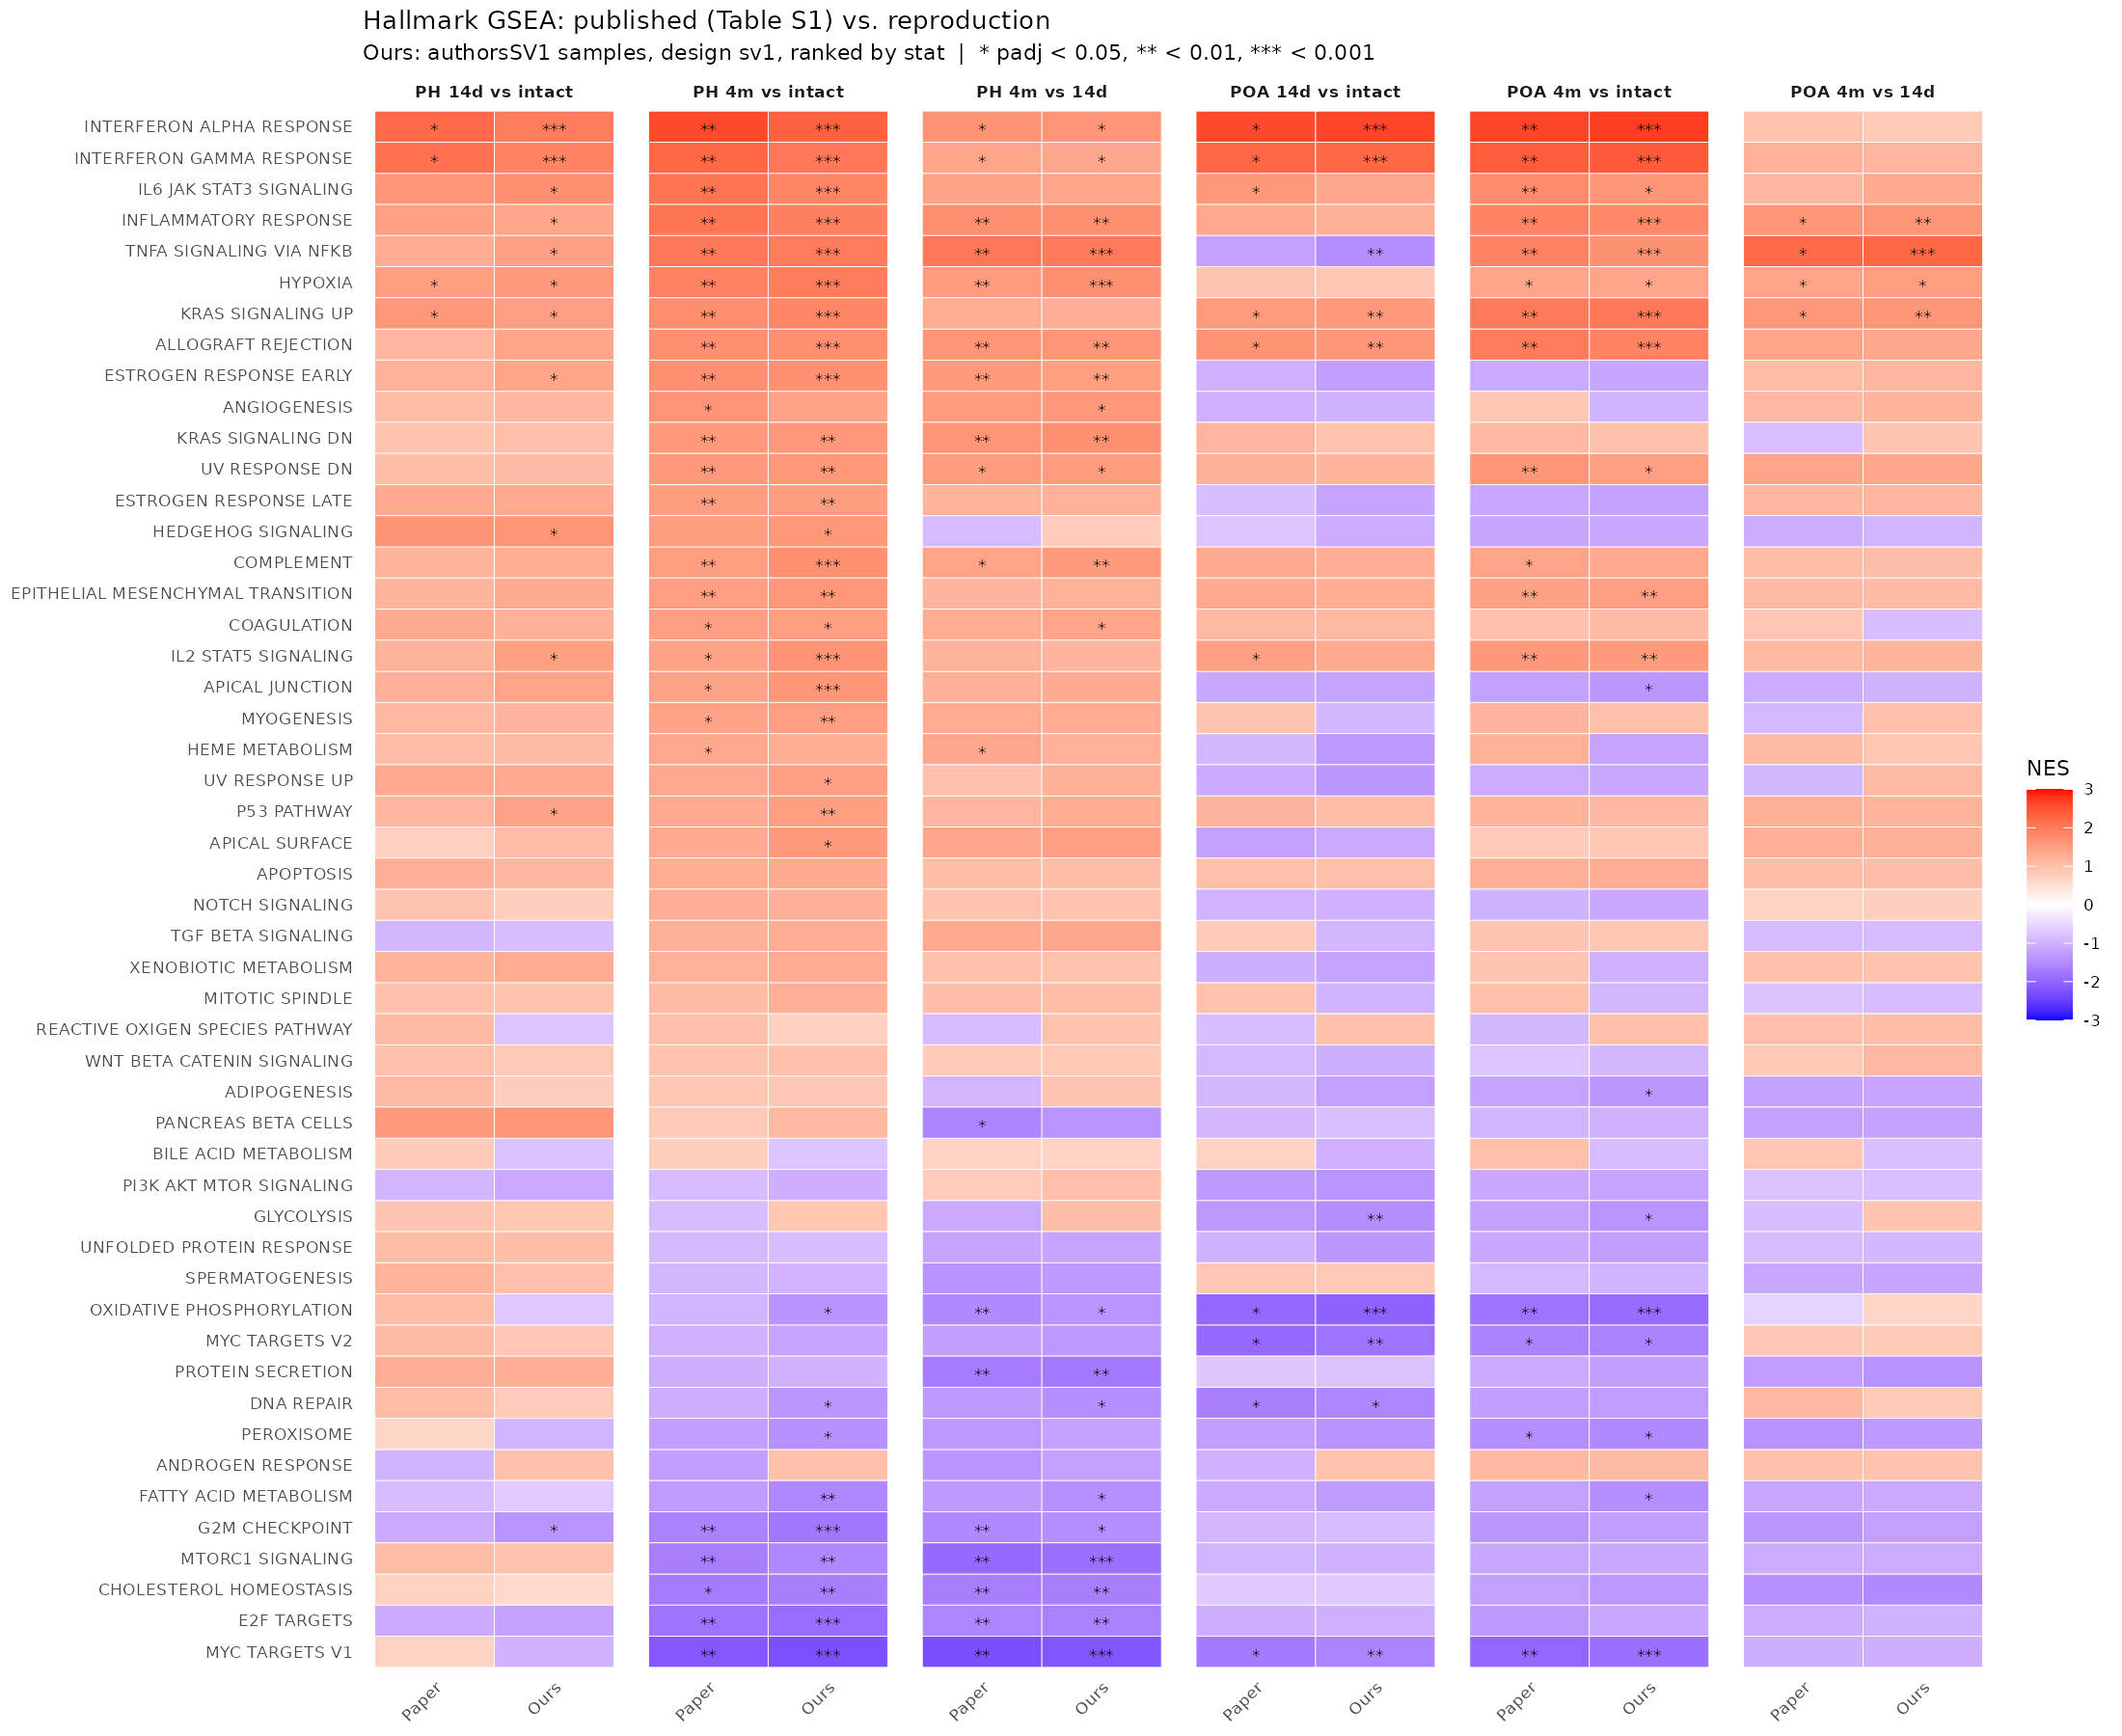 Hallmark GSEA: published (Table S1) vs. reproduction
Ours: authorsSV1 samples, design sv1, ranked by stat | * padj < 0.05, ** < 0.01, *** < 0.001
PH 14d vs intact PH 4m vs intact PH 4m vs 14d POA 14d vs intact POA 4m vs intact POA 4m vs 14d
INTERFERON ALPHA RESPONSE * *** ** *** * * * *** ** ***
INTERFERON GAMMA RESPONSE * *** ** *** * * * *** ** ***
IL6 JAK STAT3 SIGNALING * ** *** * ** *
INFLAMMATORY RESPONSE * ** *** ** ** ** *** * **
TNFA SIGNALING VIA NFKB * ** *** ** *** ** ** *** * ***
HYPOXIA * * ** *** ** *** * * * *
KRAS SIGNALING UP * * ** *** * ** ** *** * **
ALLOGRAFT REJECTION ** *** ** ** * ** ** ***
ESTROGEN RESPONSE EARLY * ** *** ** **
ANGIOGENESIS * *
KRAS SIGNALING DN ** ** ** **
UV RESPONSE DN ** ** * * ** *
ESTROGEN RESPONSE LATE ** **
HEDGEHOG SIGNALING * *
COMPLEMENT ** *** * ** *
EPITHELIAL MESENCHYMAL TRANSITION ** ** ** **
COAGULATION * * *
IL2 STAT5 SIGNALING * * *** * ** **
APICAL JUNCTION * *** *
MYOGENESIS * **
HEME METABOLISM * *
UV RESPONSE UP *
P53 PATHWAY * **
APICAL SURFACE *
APOPTOSIS
NOTCH SIGNALING
TGF BETA SIGNALING
XENOBIOTIC METABOLISM
MITOTIC SPINDLE
REACTIVE OXIGEN SPECIES PATHWAY
WNT BETA CATENIN SIGNALING
ADIPOGENESIS *
PANCREAS BETA CELLS *
BILE ACID METABOLISM
PI3K AKT MTOR SIGNALING
GLYCOLYSIS ** *
UNFOLDED PROTEIN RESPONSE
SPERMATOGENESIS
OXIDATIVE PHOSPHORYLATION * ** * * *** ** ***
MYC TARGETS V2 * ** * *
PROTEIN SECRETION ** **
DNA REPAIR * * * *
PEROXISOME * * *
ANDROGEN RESPONSE
FATTY ACID METABOLISM ** * *
G2M CHECKPOINT * ** *** ** *
MTORC1 SIGNALING ** ** ** ***
CHOLESTEROL HOMEOSTASIS * ** ** **
E2F TARGETS ** *** ** **
MYC TARGETS V1 ** *** ** *** * ** ** ***
Paper Ours Paper Ours Paper Ours Paper Ours Paper Ours Paper Ours
NES
3
2
1
0
-1
-2
-3